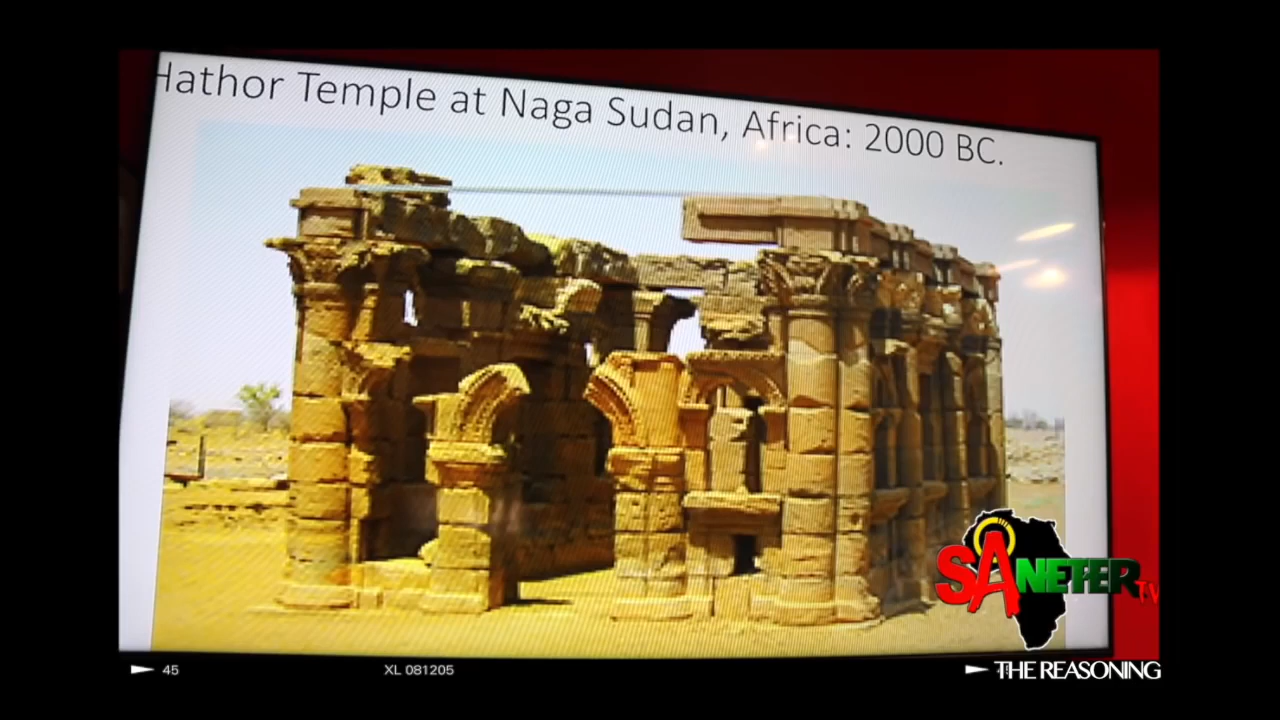 Hathor Temple at Naga Sudan, Africa: 2000 BC.
SANETER TV
45
XL 081205
THE REASONING